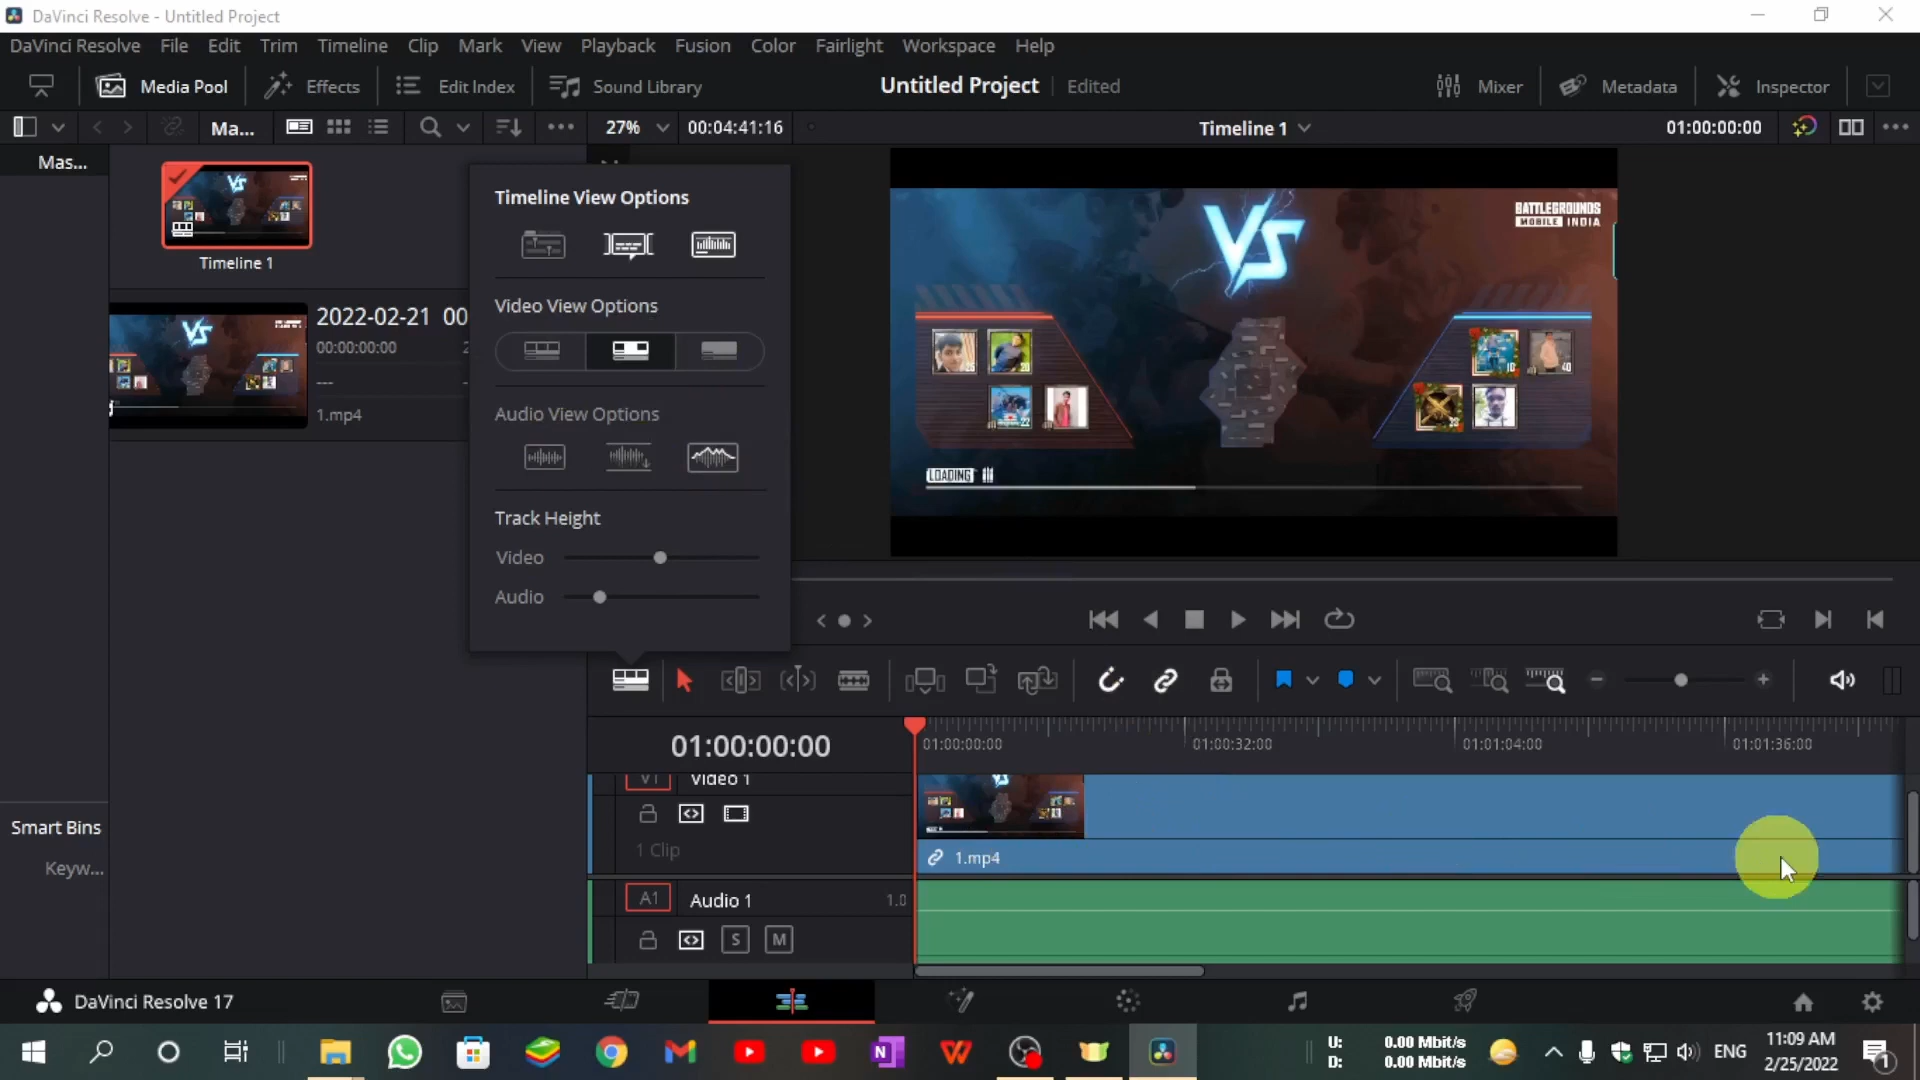 DaVinci Resolve - Untitled Project
DaVinci Resolve File Edit Trim Timeline Clip Mark View Playback Fusion Color Fairlight Workspace Help
Media Pool Effects Edit Index Sound Library Untitled Project Edited Mixer Metadata Inspector
Ma... 27% 00:04:41:16 Timeline 1 01:00:00:00
Mas...
Timeline 1
2022-02-21 00
00:00:00:00
1.mp4
Timeline View Options
Video View Options
Audio View Options
Track Height
Video
Audio
VS
BATTLEGROUNDS
MOBILE INDIA
LOADING
01:00:00:00
01:00:00:00 01:00:32:00 01:01:04:00 01:01:36:00
V1 Video 1
1 Clip
1.mp4
A1 Audio 1 1.0
S M
Smart Bins
Keyw...
DaVinci Resolve 17
U: 0.00 Mbit/s
D: 0.00 Mbit/s
ENG
11:09 AM
2/25/2022
1